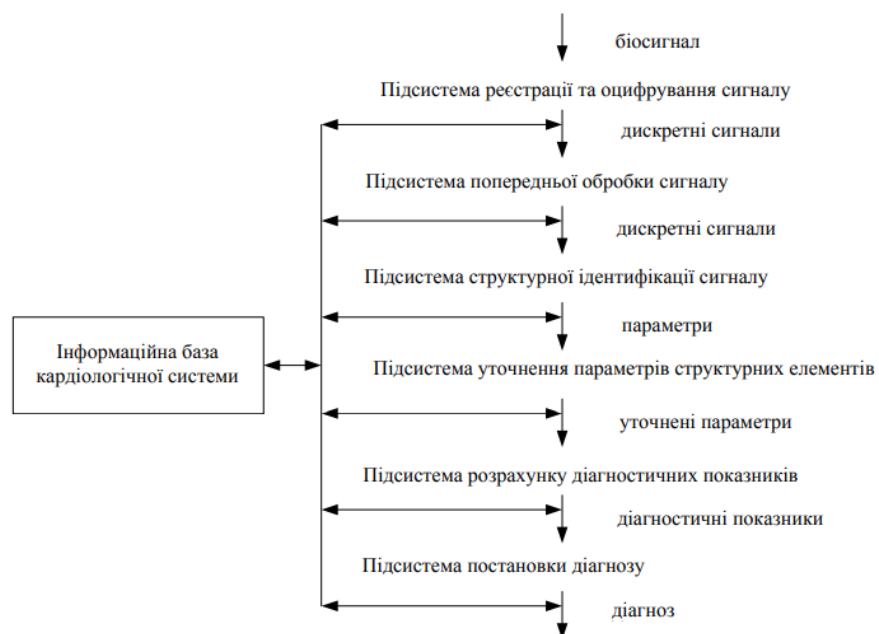 біосигнал
Підсистема реєстрації та оцифрування сигналу
дискретні сигнали
Підсистема попередньої обробки сигналу
дискретні сигнали
Підсистема структурної ідентифікації сигналу
параметри
Інформаційна база
кардіологічної системи
Підсистема уточнення параметрів структурних елементів
уточнені параметри
Підсистема розрахунку діагностичних показників
діагностичні показники
Підсистема постановки діагнозу
діагноз